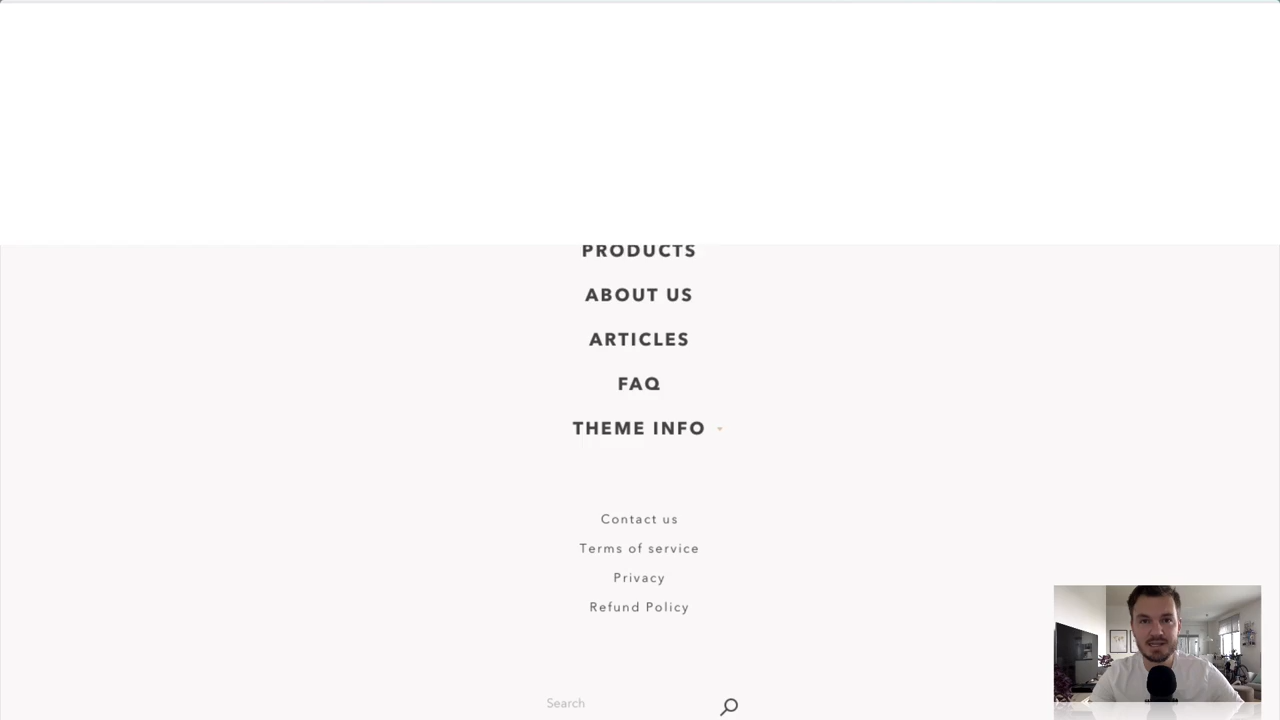 PRODUCTS
ABOUT US
ARTICLES
FAQ
THEME INFO
Contact us
Terms of service
Privacy
Refund Policy
Search